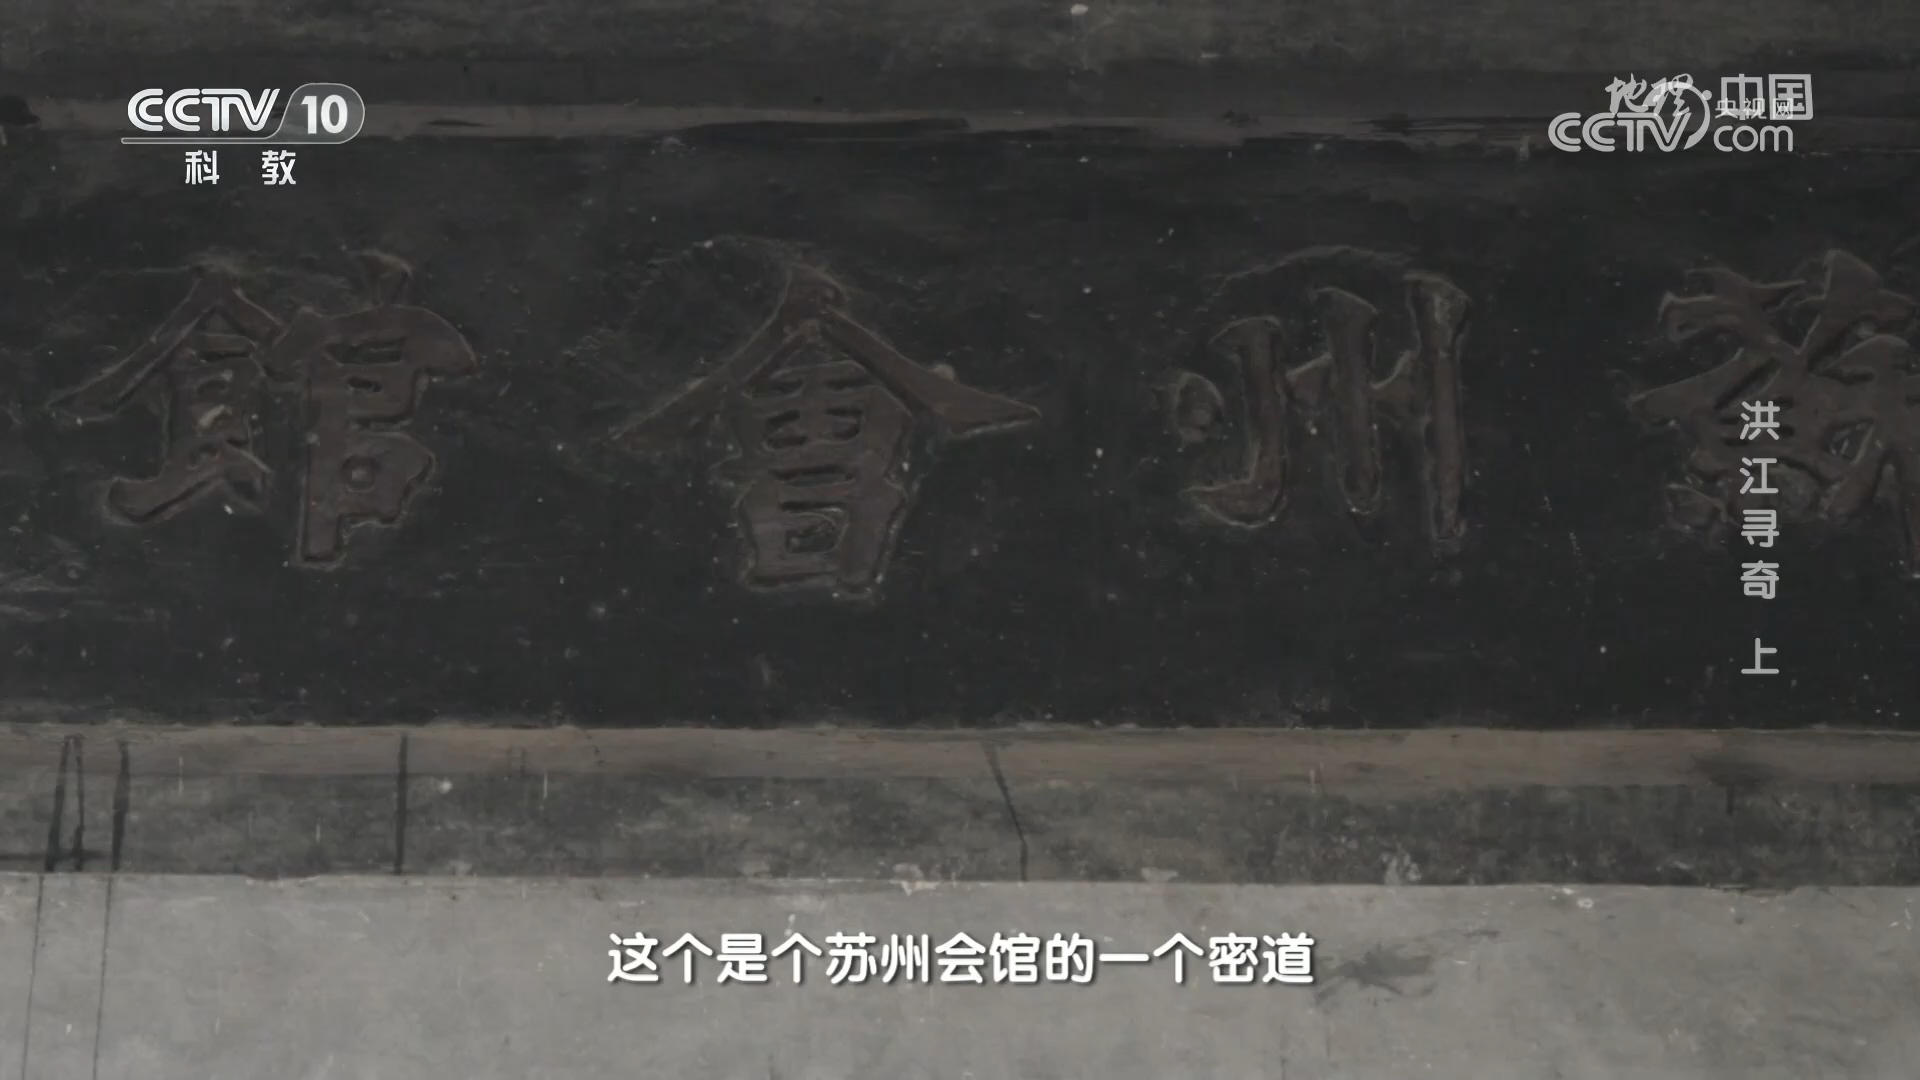 CCTV 10
科 教
地理·中国
央视网
CCTV.com
蘇州會館
洪江寻奇 上
这个是个苏州会馆的一个密道